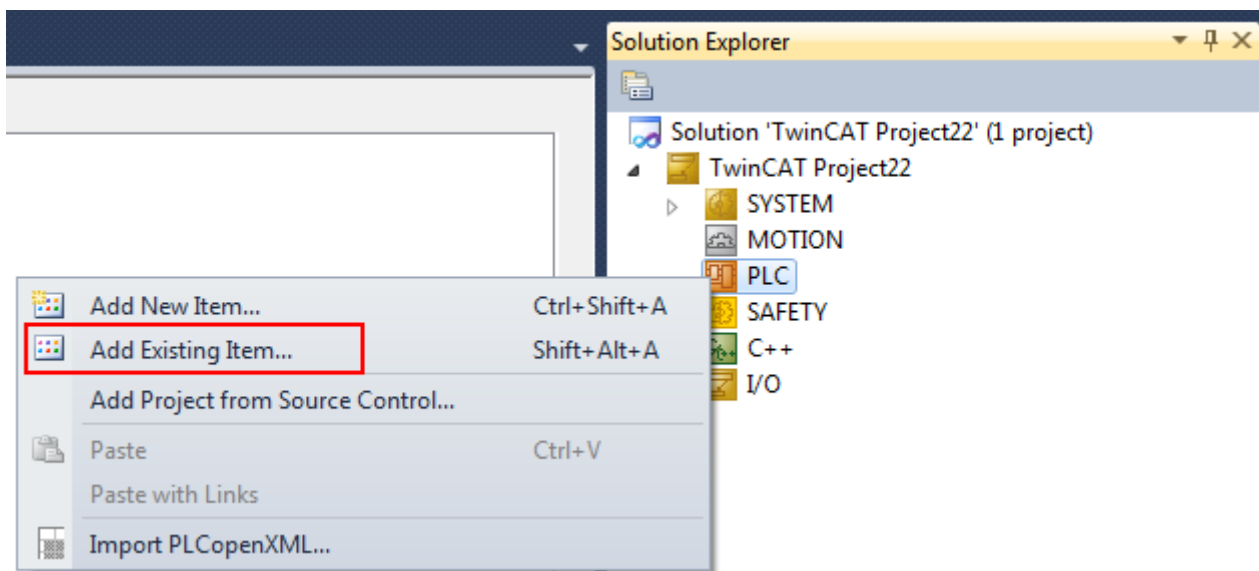 Solution Explorer
Solution 'TwinCAT Project22' (1 project)
TwinCAT Project22
SYSTEM
MOTION
PLC
SAFETY
C++
I/O
Add New Item... Ctrl+Shift+A
Add Existing Item... Shift+Alt+A
Add Project from Source Control...
Paste Ctrl+V
Paste with Links
Import PLCopenXML...